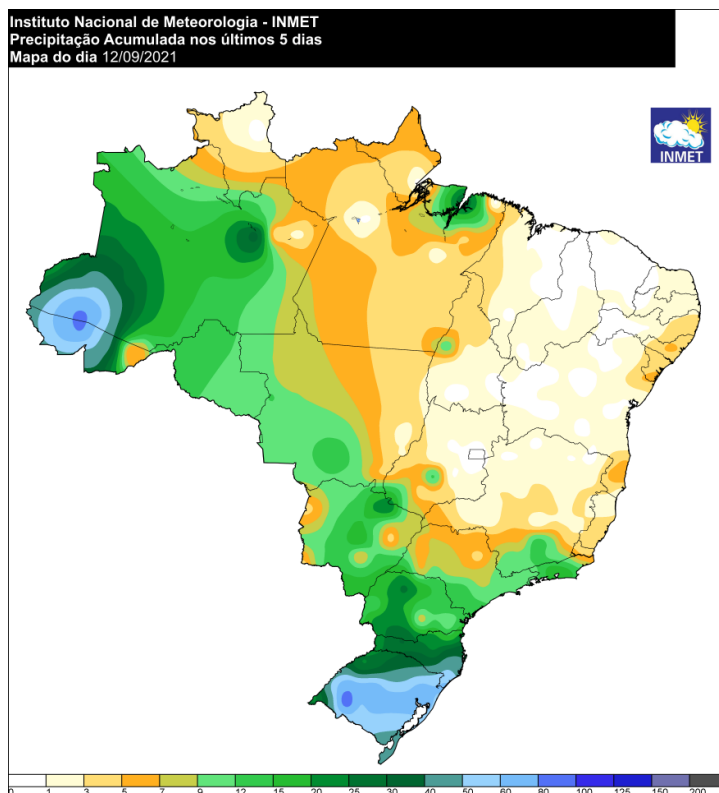 Instituto Nacional de Meteorologia - INMET
Precipitação Acumulada nos últimos 5 dias
Mapa do dia 12/09/2021
INMET
0 1 3 5 7 9 12 15 20 25 30 40 50 60 80 100 125 150 200